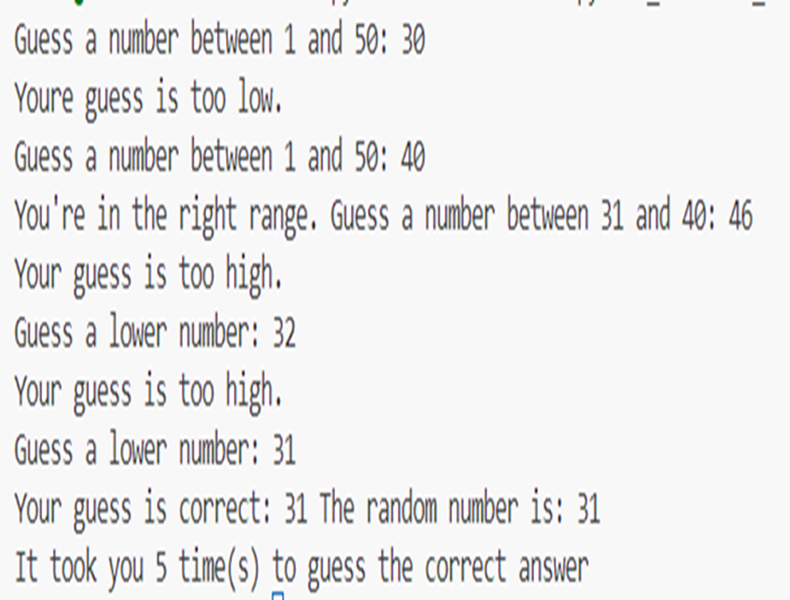 Guess a number between 1 and 50: 30
Youre guess is too low.
Guess a number between 1 and 50: 40
You're in the right range. Guess a number between 31 and 40: 46
Your guess is too high.
Guess a lower number: 32
Your guess is too high.
Guess a lower number: 31
Your guess is correct: 31 The random number is: 31
It took you 5 time(s) to guess the correct answer